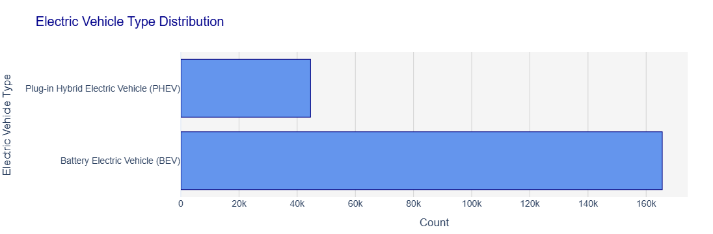 Electric Vehicle Type Distribution
Electric Vehicle Type
Plug-in Hybrid Electric Vehicle (PHEV)
Battery Electric Vehicle (BEV)
0 20k 40k 60k 80k 100k 120k 140k 160k
Count